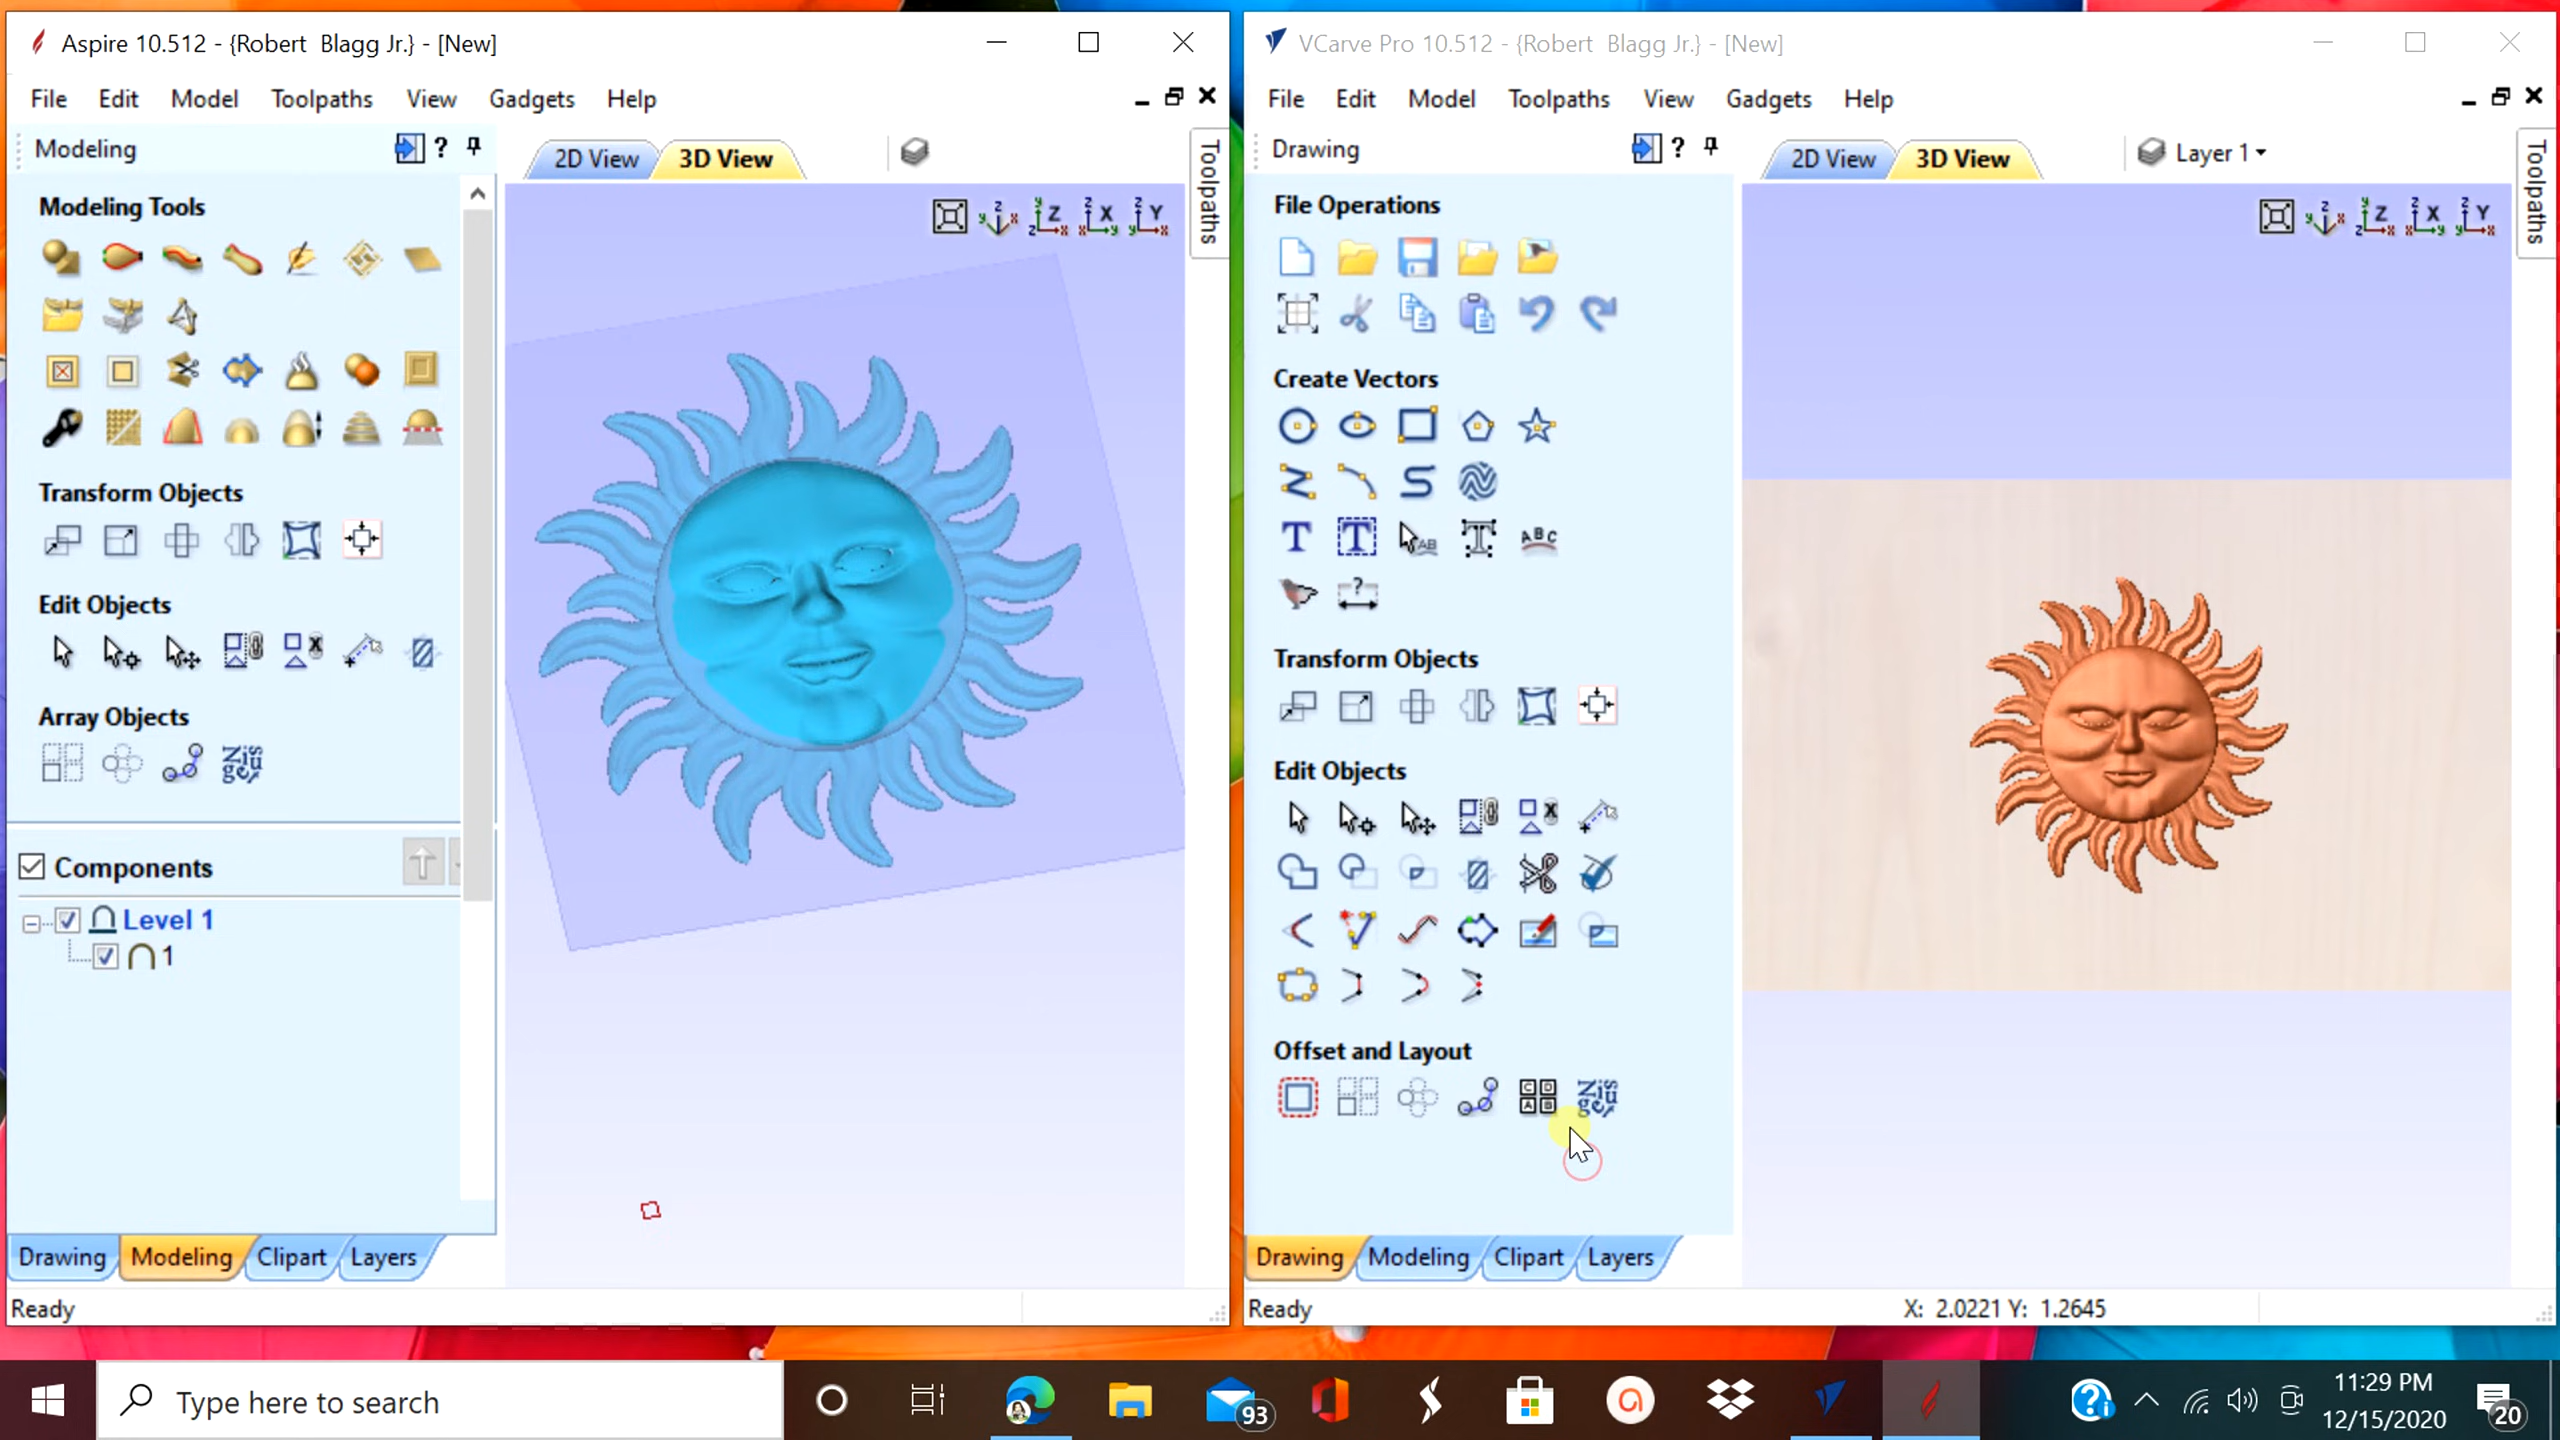 Aspire 10.512 - {Robert  Blagg Jr.} - [New]
File Edit Model Toolpaths View Gadgets Help
Modeling
?
2D View
3D View
Toolpaths
Modeling Tools
Transform Objects
Edit Objects
Array Objects
Components
Level 1
1
Drawing Modeling Clipart Layers
Ready
VCarve Pro 10.512 - {Robert  Blagg Jr.} - [New]
File Edit Model Toolpaths View Gadgets Help
Drawing
?
2D View
3D View
Layer 1
Toolpaths
File Operations
Create Vectors
Transform Objects
Edit Objects
Offset and Layout
Drawing Modeling Clipart Layers
Ready
X: 2.0221 Y: 1.2645
Type here to search
93
11:29 PM
12/15/2020
20